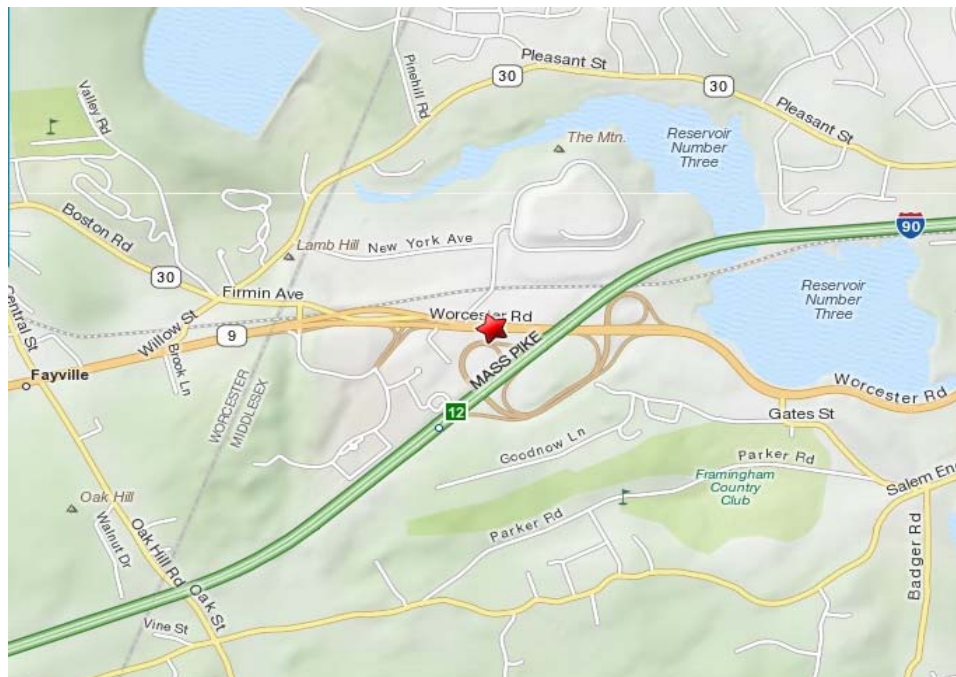 Pleasant St
30
30
Pinehill Rd
Valley Rd
Pleasant St
The Mtn.
Reservoir
Number
Three
Boston Rd
Lamb Hill
New York Ave
90
30
Firmin Ave
Reservoir
Number
Three
Central St
Willow St
9
Worcester Rd
MASS PIKE
Brook Ln
Fayville
Worcester Rd
WORCESTER
MIDDLESEX
12
Gates St
Goodnow Ln
Parker Rd
Framingham
Country
Club
Salem En
Oak Hill
Walnut Dr
Oak Hill Rd
Parker Rd
Badger Rd
Oak St
Vine St